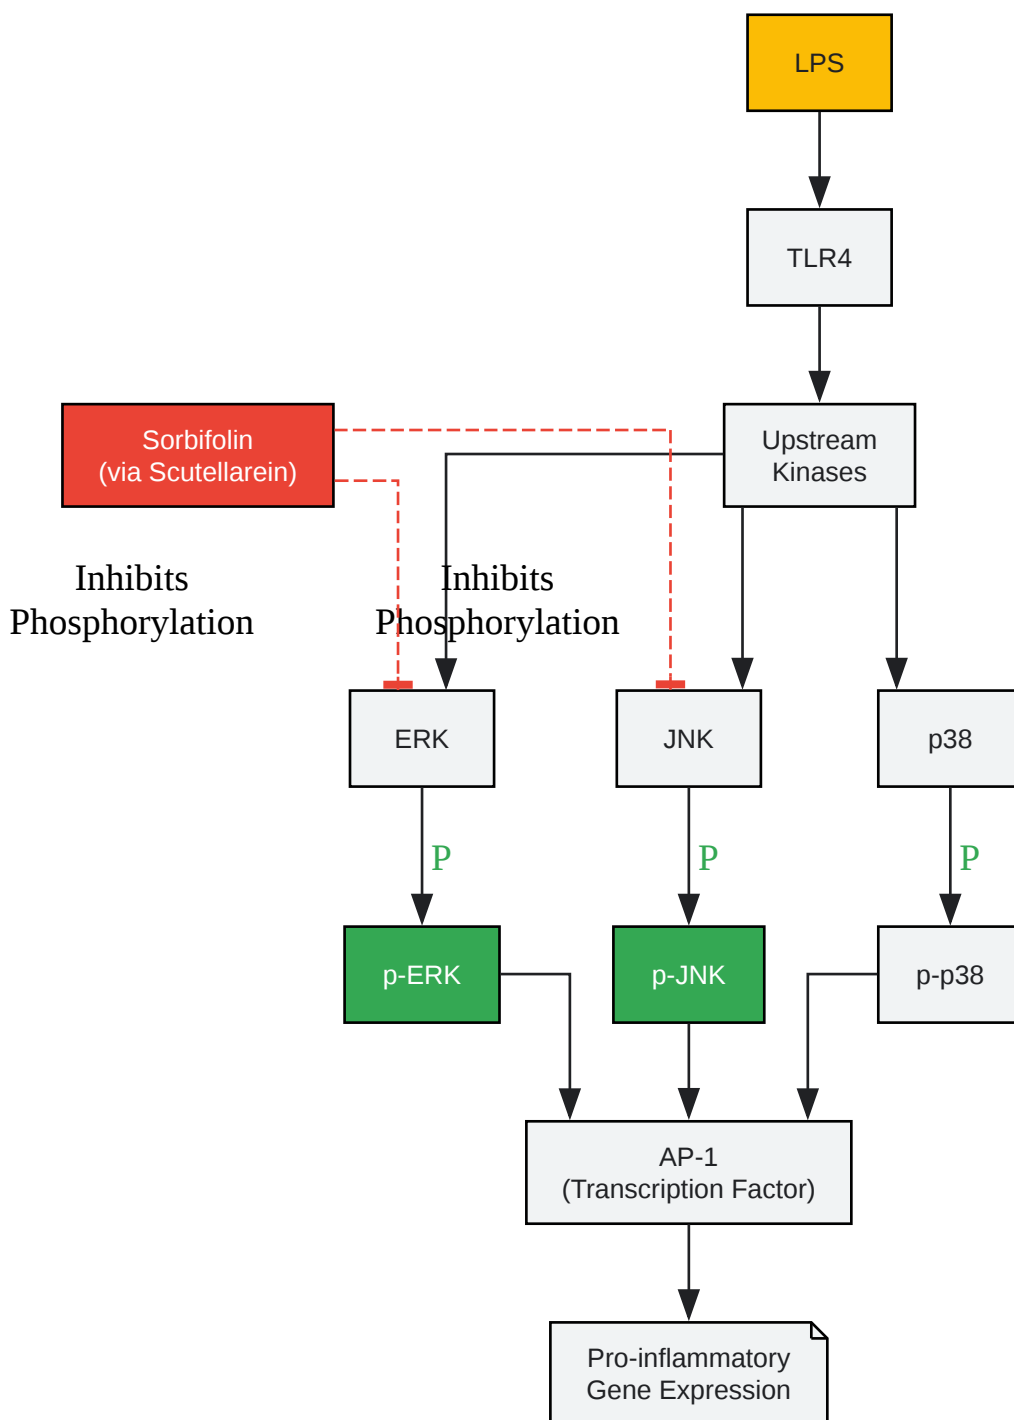 LPS
TLR4
Sorbifolin
(via Scutellarein)
Upstream
Kinases
Inhibits
Phosphorylation
Inhibits
Phosphorylation
ERK
JNK
p38
P
P
P
p-ERK
p-JNK
p-p38
AP-1
(Transcription Factor)
Pro-inflammatory
Gene Expression